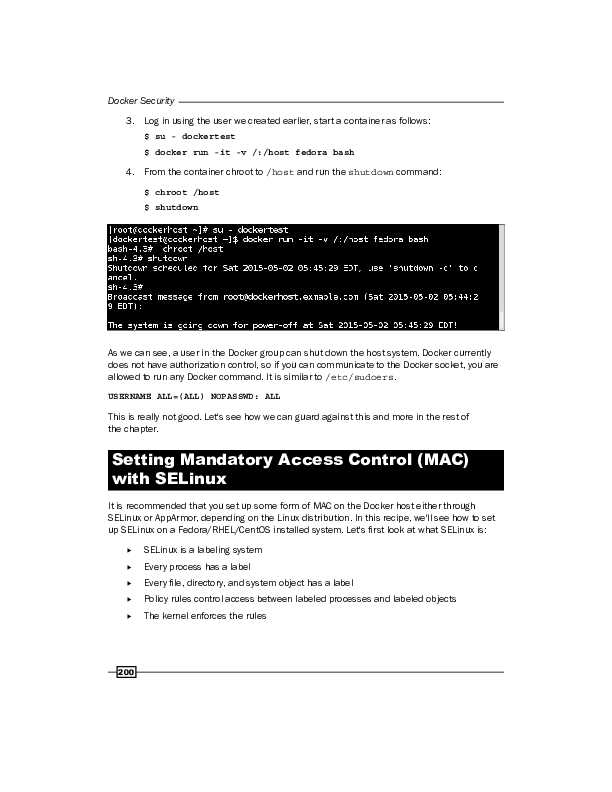 Docker Security
3. Log in using the user we created earlier, start a container as follows:
$ su - dockertest
$ docker run -it -v /:/host fedora bash
4. From the container chroot to /host and run the shutdown command:
$ chroot /host
$ shutdown
[root@dockerhost ~]# su - dockertest
[dockertest@dockerhost ~]$ docker run -it -v /:/host fedora bash
bash-4.3# chroot /host
sh-4.3# shutdown
Shutdown scheduled for Sat 2015-05-02 05:45:29 EDT, use 'shutdown -c' to c
ancel.
sh-4.3#
Broadcast message from root@dockerhost.example.com (Sat 2015-05-02 05:44:2
9 EDT):
The system is going down for power-off at Sat 2015-05-02 05:45:29 EDT!
As we can see, a user in the Docker group can shut down the host system. Docker currently
does not have authorization control, so if you can communicate to the Docker socket, you are
allowed to run any Docker command. It is similar to /etc/sudoers.
USERNAME ALL=(ALL) NOPASSWD: ALL
This is really not good. Let's see how we can guard against this and more in the rest of
the chapter.
Setting Mandatory Access Control (MAC)
with SELinux
It is recommended that you set up some form of MAC on the Docker host either through
SELinux or AppArmor, depending on the Linux distribution. In this recipe, we'll see how to set
up SELinux on a Fedora/RHEL/CentOS installed system. Let's first look at what SELinux is:
▸ SELinux is a labeling system
▸ Every process has a label
▸ Every file, directory, and system object has a label
▸ Policy rules control access between labeled processes and labeled objects
▸ The kernel enforces the rules
200